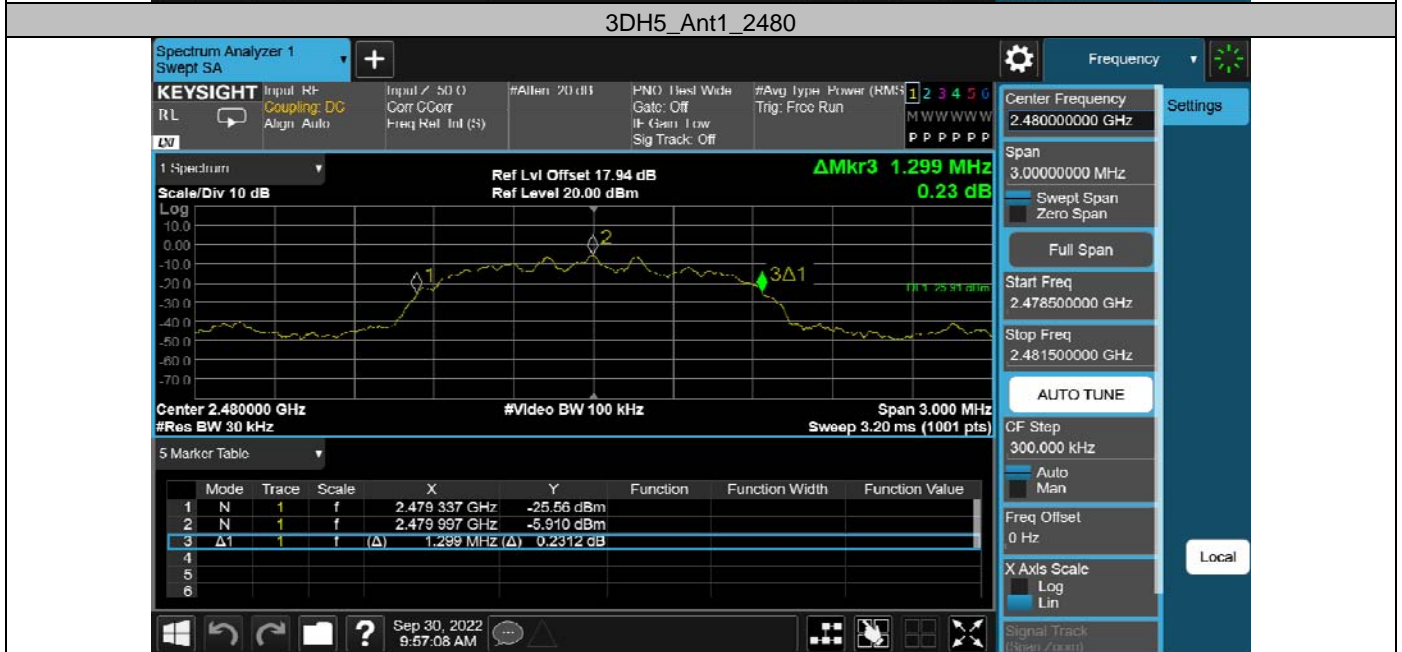 3DH5_Ant1_2480
Spectrum Analyzer 1
Swept SA
+
Frequency
KEYSIGHT
RL
LXI
Input RF
Coupling: DC
Align Auto
Input Z 50 Ω
Corr CCorr
Freq Ref Int (S)
#Atten 20 dB
PNO Best Wide
Gate: Off
IF Gain Low
Sig Track: Off
#Avg Type Power (RMS
Trig: Free Run
1 2 3 4 5 6
M W W W W W
P P P P P P
Center Frequency
2.480000000 GHz
Settings
1 Spectrum
Scale/Div 10 dB
Ref Lvl Offset 17.94 dB
Ref Level 20.00 dBm
ΔMkr3 1.299 MHz
0.23 dB
Span
3.00000000 MHz
Swept Span
Zero Span
Full Span
Log
10.0
0.00
-10.0
-20.0
-30.0
-40.0
-50.0
-60.0
-70.0
1
2
3Δ1
DL1 -25.91 dBm
Start Freq
2.478500000 GHz
Stop Freq
2.481500000 GHz
AUTO TUNE
Center 2.480000 GHz
#Res BW 30 kHz
#Video BW 100 kHz
Span 3.000 MHz
Sweep 3.20 ms (1001 pts)
CF Step
300.000 kHz
Auto
Man
5 Marker Table
Mode Trace Scale X Y Function Function Width Function Value
1 N 1 f 2.479 337 GHz -25.56 dBm
2 N 1 f 2.479 997 GHz -5.910 dBm
3 Δ1 1 f (Δ) 1.299 MHz (Δ) 0.2312 dB
4
5
6
Freq Offset
0 Hz
X Axis Scale
Log
Lin
Local
Signal Track
(Span Zoom)
?
Sep 30, 2022
9:57:08 AM